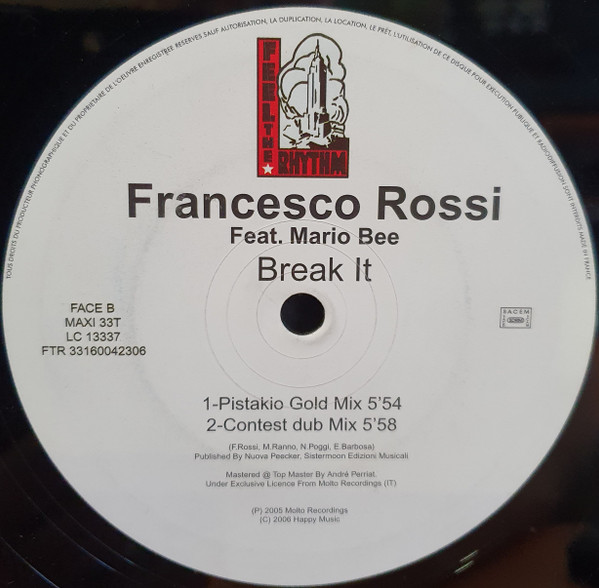 TOUS DROITS DU PRODUCTEUR PHONOGRAPHIQUE ET DU PROPRIETAIRE DE L'OEUVRE ENREGISTREE RESERVES SAUF AUTORISATION, LA DUPLICATION, LA LOCATION, LE PRÊT, L'UTILISATION DE CE DISQUE POUR EXECUTION PUBLIQUE ET RADIODIFFUSION SONT INTERDITS MADE IN FRANCE
FEEL THE
RHYTHM
Francesco Rossi
Feat. Mario Bee
Break It
FACE B
MAXI 33T
LC 13337
FTR 33160042306
SACEM
1-Pistakio Gold Mix 5'54
2-Contest dub Mix 5'58
(F.Rossi, M.Ranno, N.Poggi, E.Barbosa)
Published By Nuova Peecker, Sistermoon Edizioni Musicali
Mastered @ Top Master By André Perriat.
Under Exclusive Licence From Molto Recordings (IT)
(P) 2005 Molto Recordings
(C) 2006 Happy Music